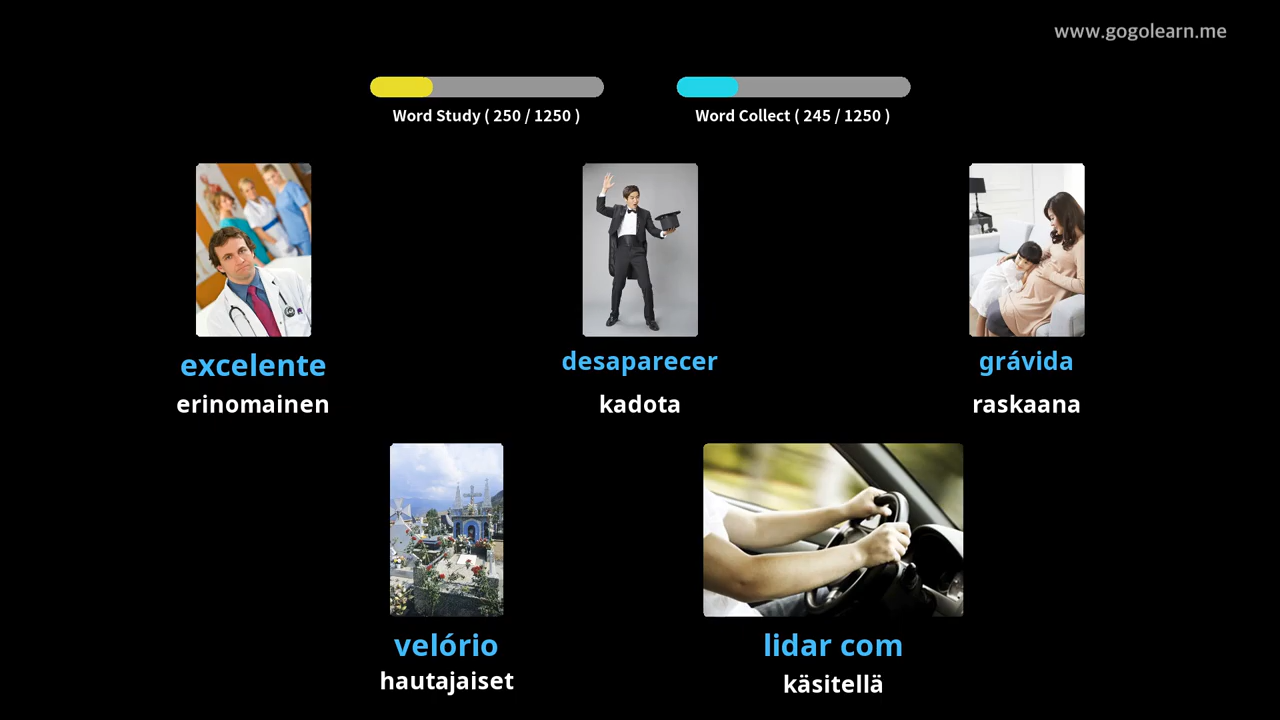 www.gogolearn.me
Word Study ( 250 / 1250 )
Word Collect ( 245 / 1250 )
excelente
erinomainen
desaparecer
kadota
grávida
raskaana
velório
hautajaiset
lidar com
käsitellä